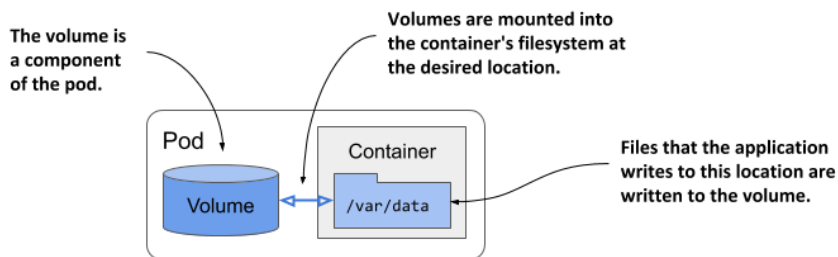 The volume is
a component
of the pod.
Volumes are mounted into
the container's filesystem at
the desired location.
Pod
Volume
Container
/var/data
Files that the application
writes to this location are
written to the volume.